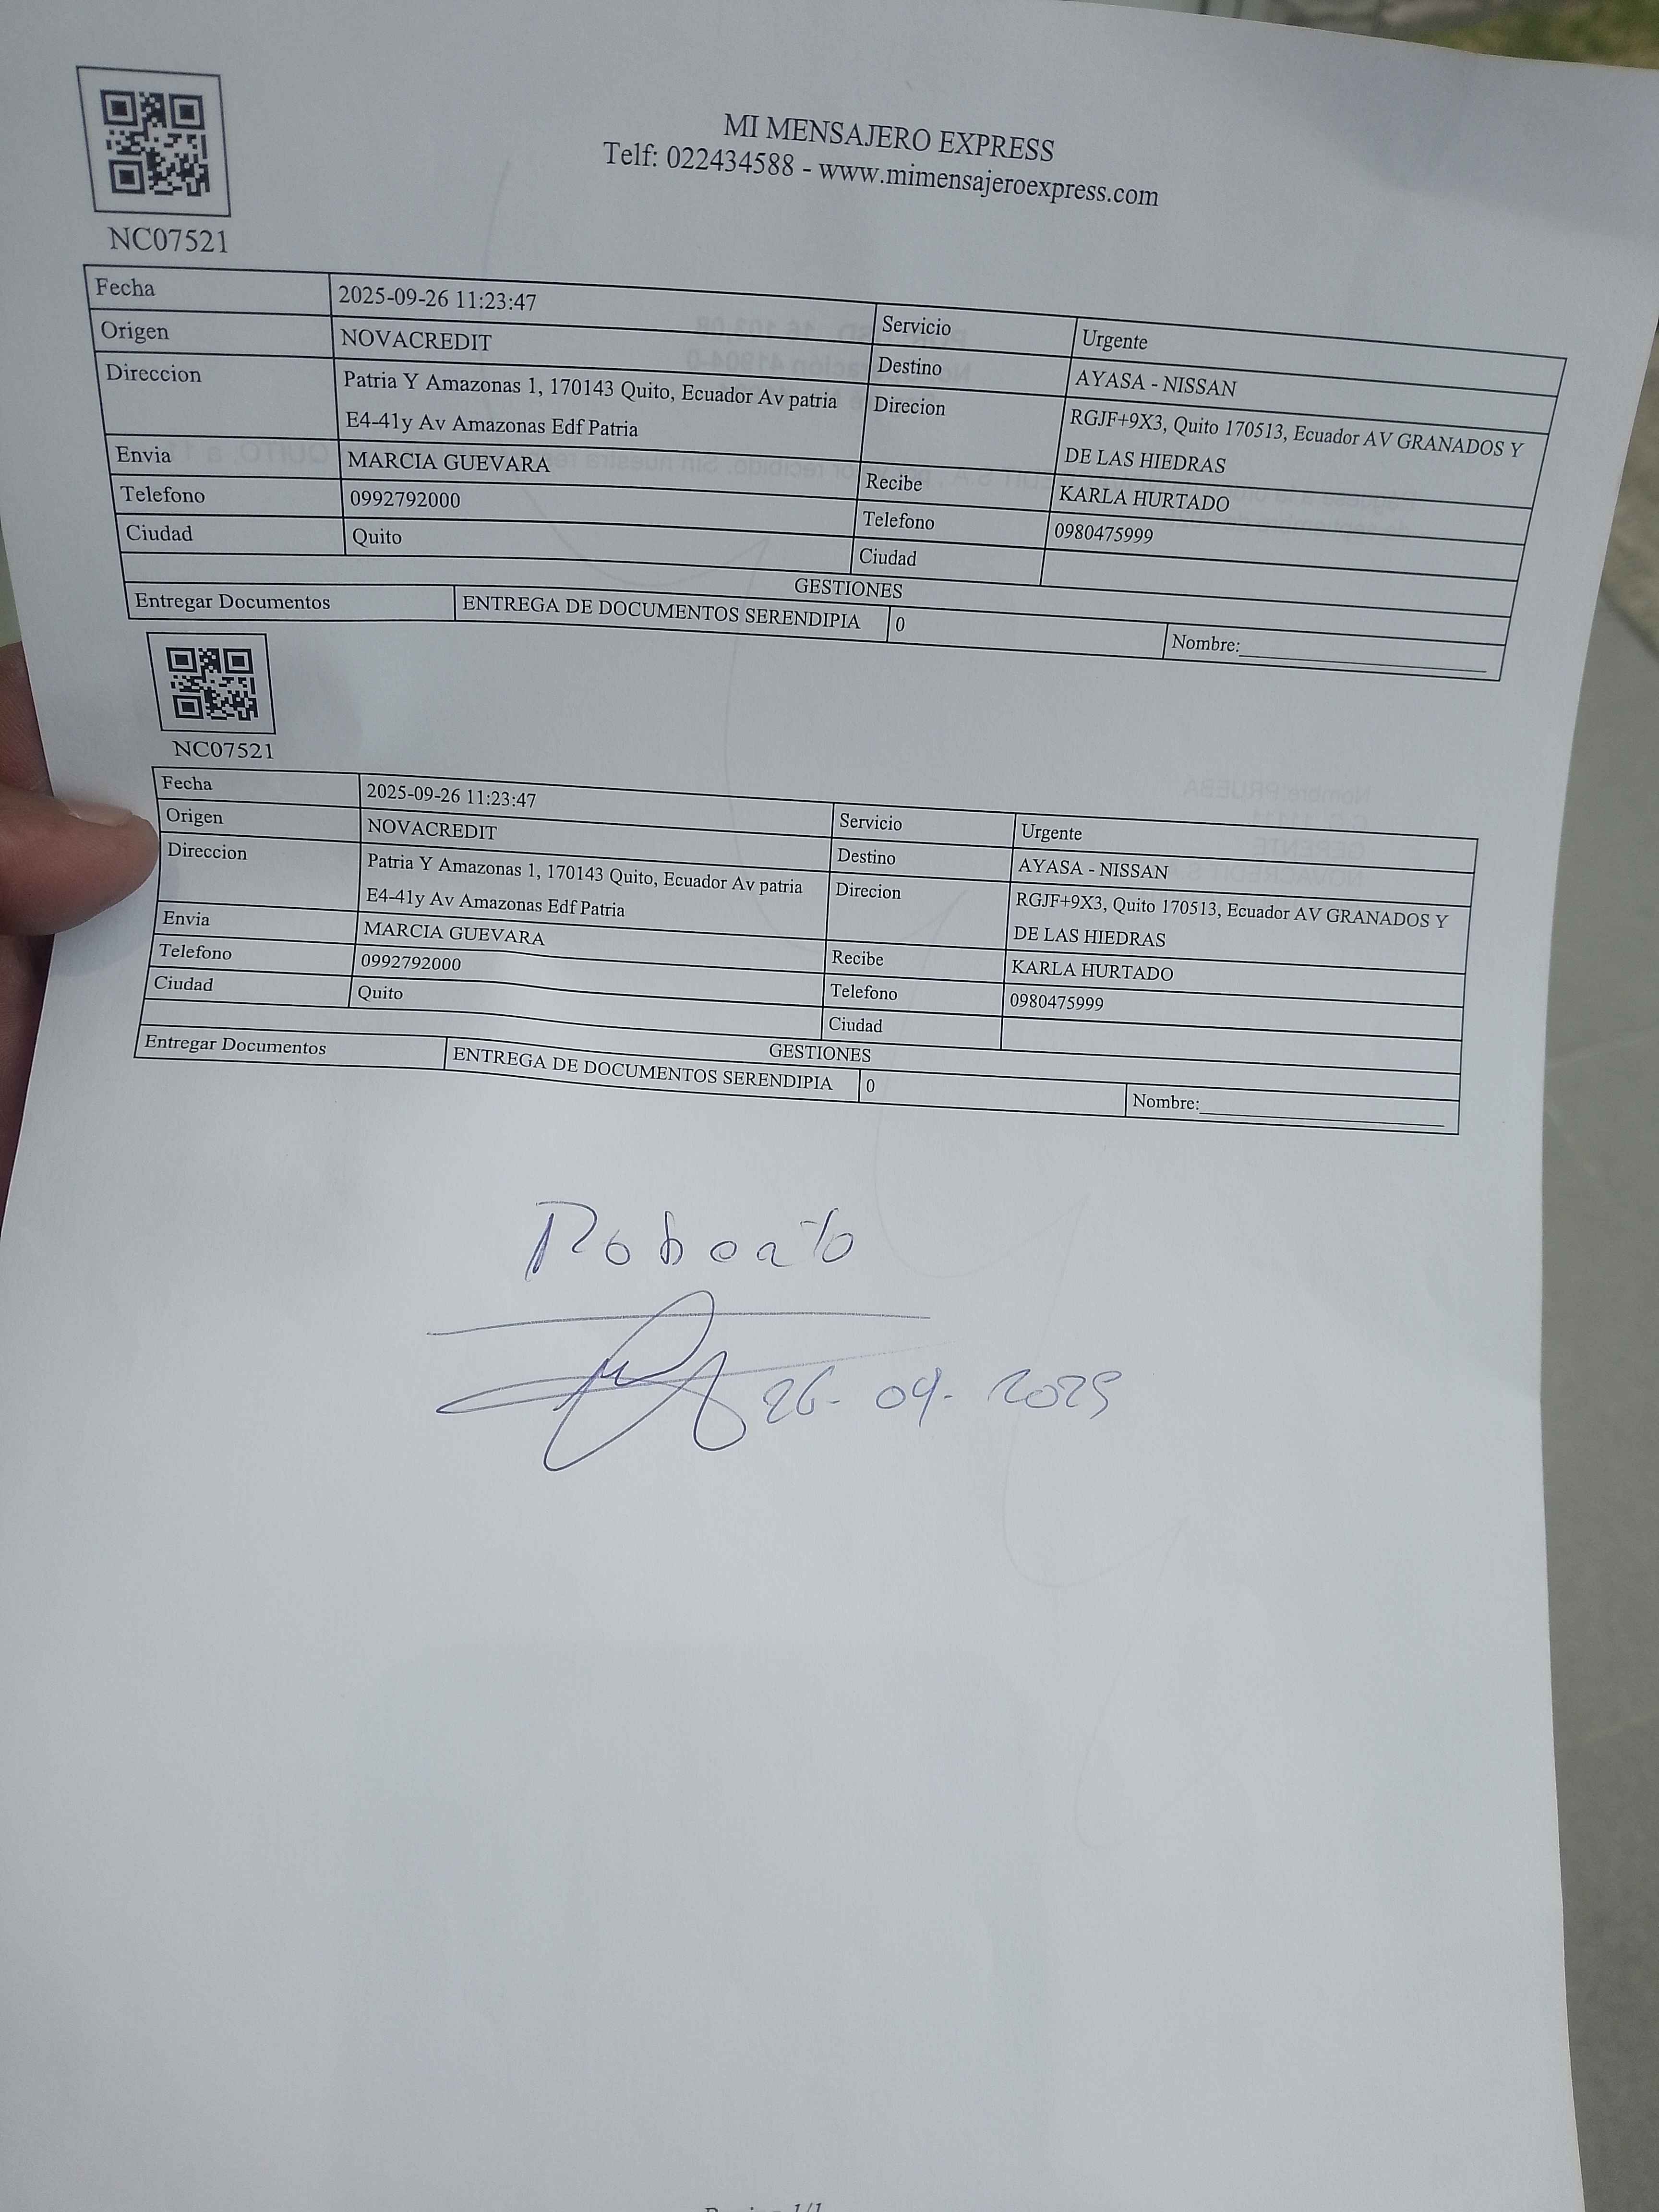 MI MENSAJERO EXPRESS
Telf: 022434588 - www.mimensajeroexpress.com
NC07521
Fecha 2025-09-26 11:23:47 Servicio Urgente
Origen NOVACREDIT Destino AYASA - NISSAN
Direccion Patria Y Amazonas 1, 170143 Quito, Ecuador Av patria Direcion RGJF+9X3, Quito 170513, Ecuador AV GRANADOS Y
E4-41y Av Amazonas Edf Patria DE LAS HIEDRAS
Envia MARCIA GUEVARA Recibe KARLA HURTADO
Telefono 0992792000 Telefono 0980475999
Ciudad Quito Ciudad
GESTIONES
Entregar Documentos ENTREGA DE DOCUMENTOS SERENDIPIA 0 Nombre:
NC07521
Fecha 2025-09-26 11:23:47 Servicio Urgente
Origen NOVACREDIT Destino AYASA - NISSAN
Direccion Patria Y Amazonas 1, 170143 Quito, Ecuador Av patria Direcion RGJF+9X3, Quito 170513, Ecuador AV GRANADOS Y
E4-41y Av Amazonas Edf Patria DE LAS HIEDRAS
Envia MARCIA GUEVARA Recibe KARLA HURTADO
Telefono 0992792000 Telefono 0980475999
Ciudad Quito Ciudad
GESTIONES
Entregar Documentos ENTREGA DE DOCUMENTOS SERENDIPIA 0 Nombre:
Roberto
26-09-2025
1/1